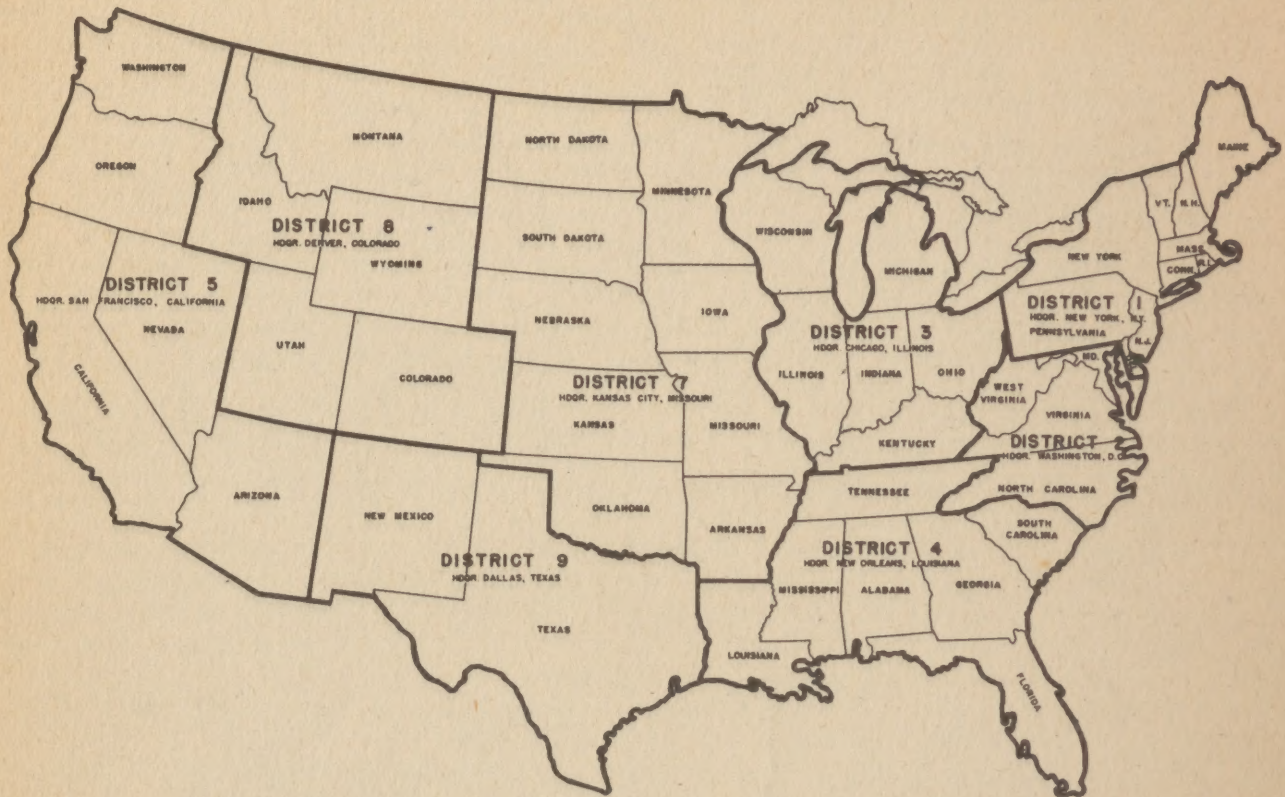 WASHINGTON
OREGON
IDAHO
MONTANA
DISTRICT 8
HDQR. DENVER, COLORADO
WYOMING
DISTRICT 5
HDQR. SAN FRANCISCO, CALIFORNIA
NEVADA
CALIFORNIA
UTAH
COLORADO
ARIZONA
NEW MEXICO
NORTH DAKOTA
SOUTH DAKOTA
NEBRASKA
MINNESOTA
IOWA
DISTRICT 7
HDQR. KANSAS CITY, MISSOURI
KANSAS
MISSOURI
OKLAHOMA
ARKANSAS
DISTRICT 9
HDQR. DALLAS, TEXAS
TEXAS
WISCONSIN
MICHIGAN
DISTRICT 3
HDQR. CHICAGO, ILLINOIS
ILLINOIS
INDIANA
OHIO
KENTUCKY
MAINE
VT.
N.H.
MASS.
CONN.
R.I.
NEW YORK
DISTRICT 1
HDQR. NEW YORK, N.Y.
PENNSYLVANIA
N.J.
MD.
WEST
VIRGINIA
VIRGINIA
DISTRICT
HDQR. WASHINGTON, D.C.
NORTH CAROLINA
TENNESSEE
SOUTH
CAROLINA
DISTRICT 4
HDQR. NEW ORLEANS, LOUISIANA
MISSISSIPPI
ALABAMA
GEORGIA
LOUISIANA
FLORIDA